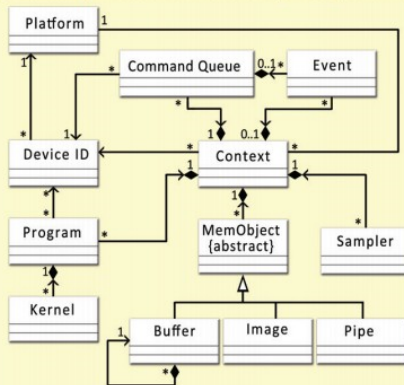 Platform
1
1
Command Queue
0..1
*
Event
1
*
*
*
*
1
1
0..1
*
Device ID
*
Context
*
1
1
*
1
*
*
Program
*
MemObject
{abstract}
*
Sampler
1
*
Kernel
1
Buffer
Image
Pipe
*